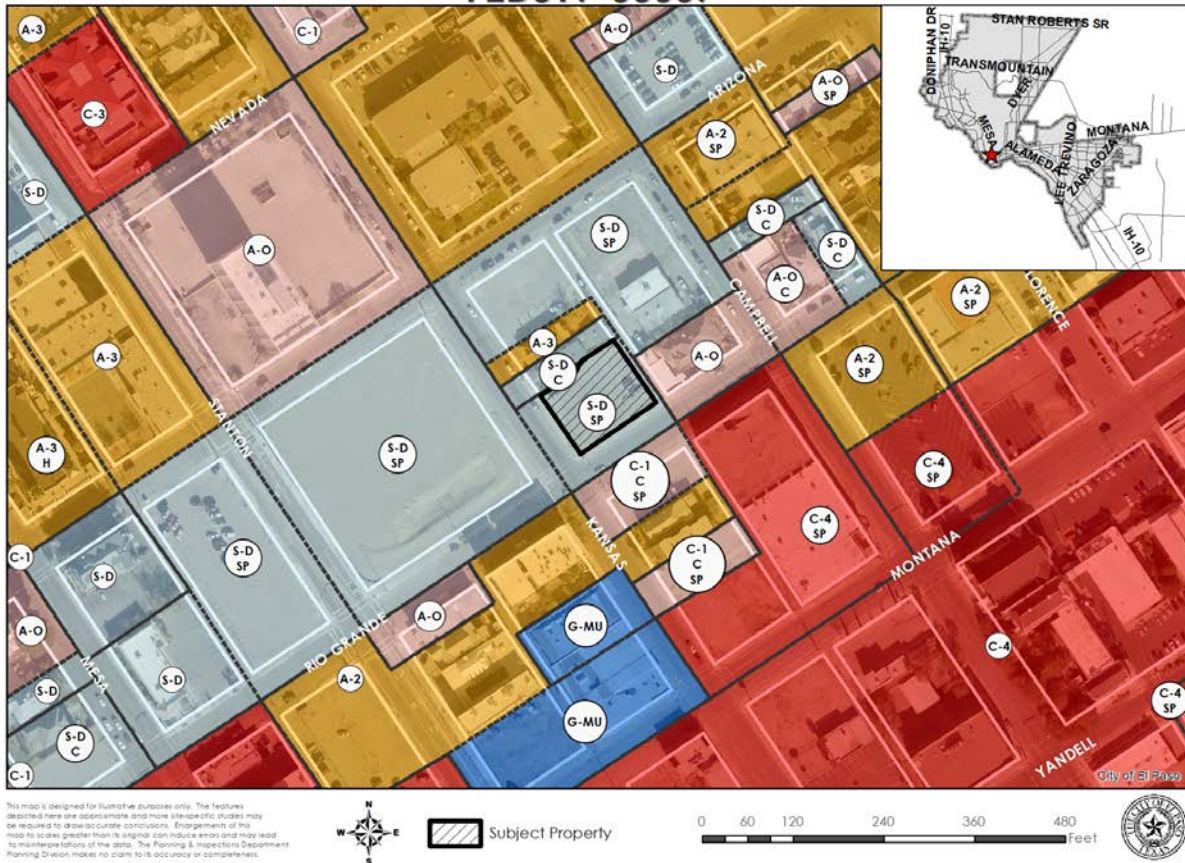 A-3
C-1
A-O
S-D
ARIZONA
A-O
SP
C-3
NEVADA
A-2
SP
S-D
S-D
C
S-D
SP
S-D
C
A-O
A-O
C
CAMPBELL
A-2
SP
A-3
A-3
S-D
C
A-O
A-2
SP
STANTON
S-D
SP
S-D
SP
A-3
H
C-1
C
SP
C-4
SP
C-4
SP
KANSAS
C-1
S-D
S-D
SP
C-1
C
SP
MONTANA
A-O
A-O
G-MU
RIO GRANDE
MESA
S-D
S-D
A-2
C-4
G-MU
S-D
C
C-4
SP
C-1
YANDELL
City of El Paso
STAN ROBERTS SR
DONIPHAN DR
IH-10
TRANSMOUNTAIN
DYER
MESA
MONTANA
ALAMEDA
LEE TREVINO
ZARAGOZA
IH-10
This map is designed for illustrative purposes only. The features
depicted here are approximate and more site-specific studies may
be required to draw accurate conclusions. Enlargements of this
map to scales greater than its original can induce errors and may lead
to misinterpretations of the data. The Planning & Inspections Department
Planning Division makes no claim to its accuracy or completeness.
N
W
E
S
Subject Property
0 60 120 240 360 480
Feet